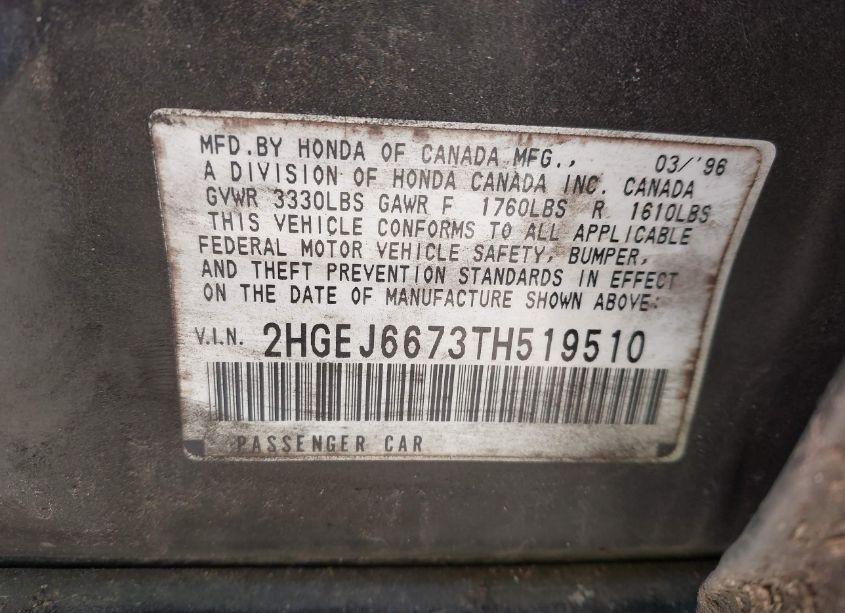 MFD.BY HONDA OF CANADA MFG., 03/'96
A DIVISION OF HONDA CANADA INC. CANADA
GVWR 3330LBS GAWR F 1760LBS R 1610LBS
THIS VEHICLE CONFORMS TO ALL APPLICABLE
FEDERAL MOTOR VEHICLE SAFETY, BUMPER,
AND THEFT PREVENTION STANDARDS IN EFFECT
ON THE DATE OF MANUFACTURE SHOWN ABOVE:
V.I.N. 2HGEJ6673TH519510
PASSENGER CAR